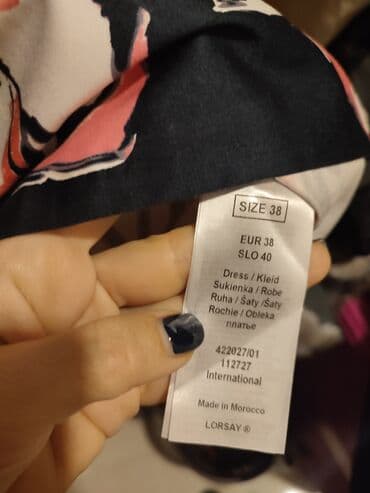 SIZE 38
EUR 38
SLO 40
Dress / Kleid
Sukienka / Robe
Ruha / Šaty /Šaty
Rochie / Obleka
платье
422027/01
112727
International
Made in Morocco
LORSAY ®